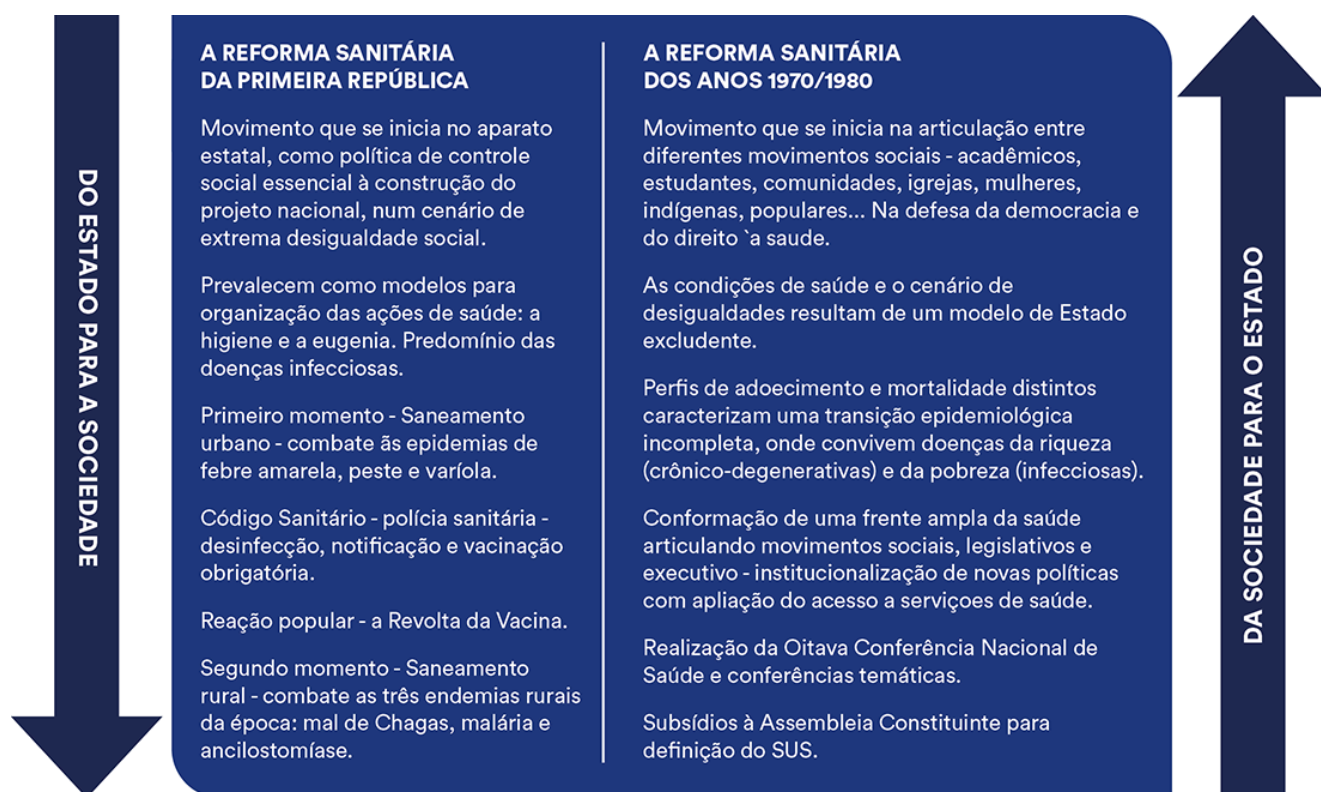 DO ESTADO PARA A SOCIEDADE
A REFORMA SANITÁRIA
DA PRIMEIRA REPÚBLICA
Movimento que se inicia no aparato
estatal, como política de controle
social essencial à construção do
projeto nacional, num cenário de
extrema desigualdade social.
Prevalecem como modelos para
organização das ações de saúde: a
higiene e a eugenia. Predomínio das
doenças infecciosas.
Primeiro momento - Saneamento
urbano - combate ãs epidemias de
febre amarela, peste e varíola.
Código Sanitário - polícia sanitária -
desinfecção, notificação e vacinação
obrigatória.
Reação popular - a Revolta da Vacina.
Segundo momento - Saneamento
rural - combate as três endemias rurais
da época: mal de Chagas, malária e
ancilostomíase.
A REFORMA SANITÁRIA
DOS ANOS 1970/1980
Movimento que se inicia na articulação entre
diferentes movimentos sociais - acadêmicos,
estudantes, comunidades, igrejas, mulheres,
indígenas, populares... Na defesa da democracia e
do direito `a saude.
As condições de saúde e o cenário de
desigualdades resultam de um modelo de Estado
excludente.
Perfis de adoecimento e mortalidade distintos
caracterizam uma transição epidemiológica
incompleta, onde convivem doenças da riqueza
(crônico-degenerativas) e da pobreza (infecciosas).
Conformação de uma frente ampla da saúde
articulando movimentos sociais, legislativos e
executivo - institucionalização de novas políticas
com apliação do acesso a serviçoes de saúde.
Realização da Oitava Conferência Nacional de
Saúde e conferências temáticas.
Subsídios à Assembleia Constituinte para
definição do SUS.
DA SOCIEDADE PARA O ESTADO